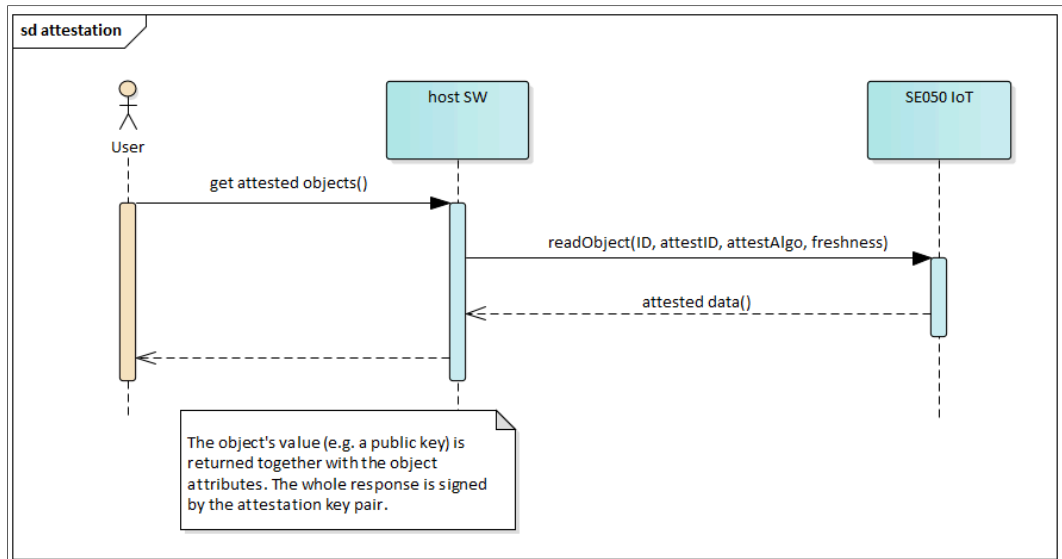 sd attestation
host SW
SE050 IoT
User
get attested objects()
readObject(ID, attestID, attestAlgo, freshness)
attested data()
The object's value (e.g. a public key) is
returned together with the object
attributes. The whole response is signed
by the attestation key pair.